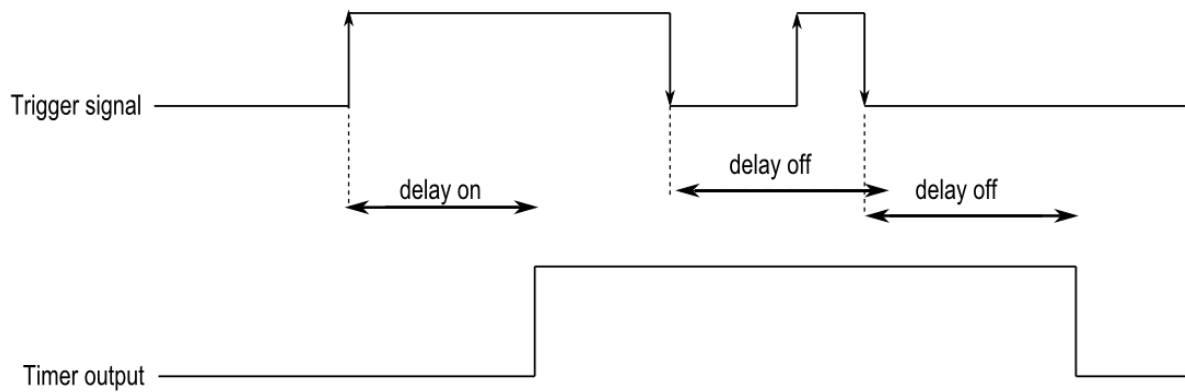 Trigger signal
delay on
delay off
delay off
Timer output